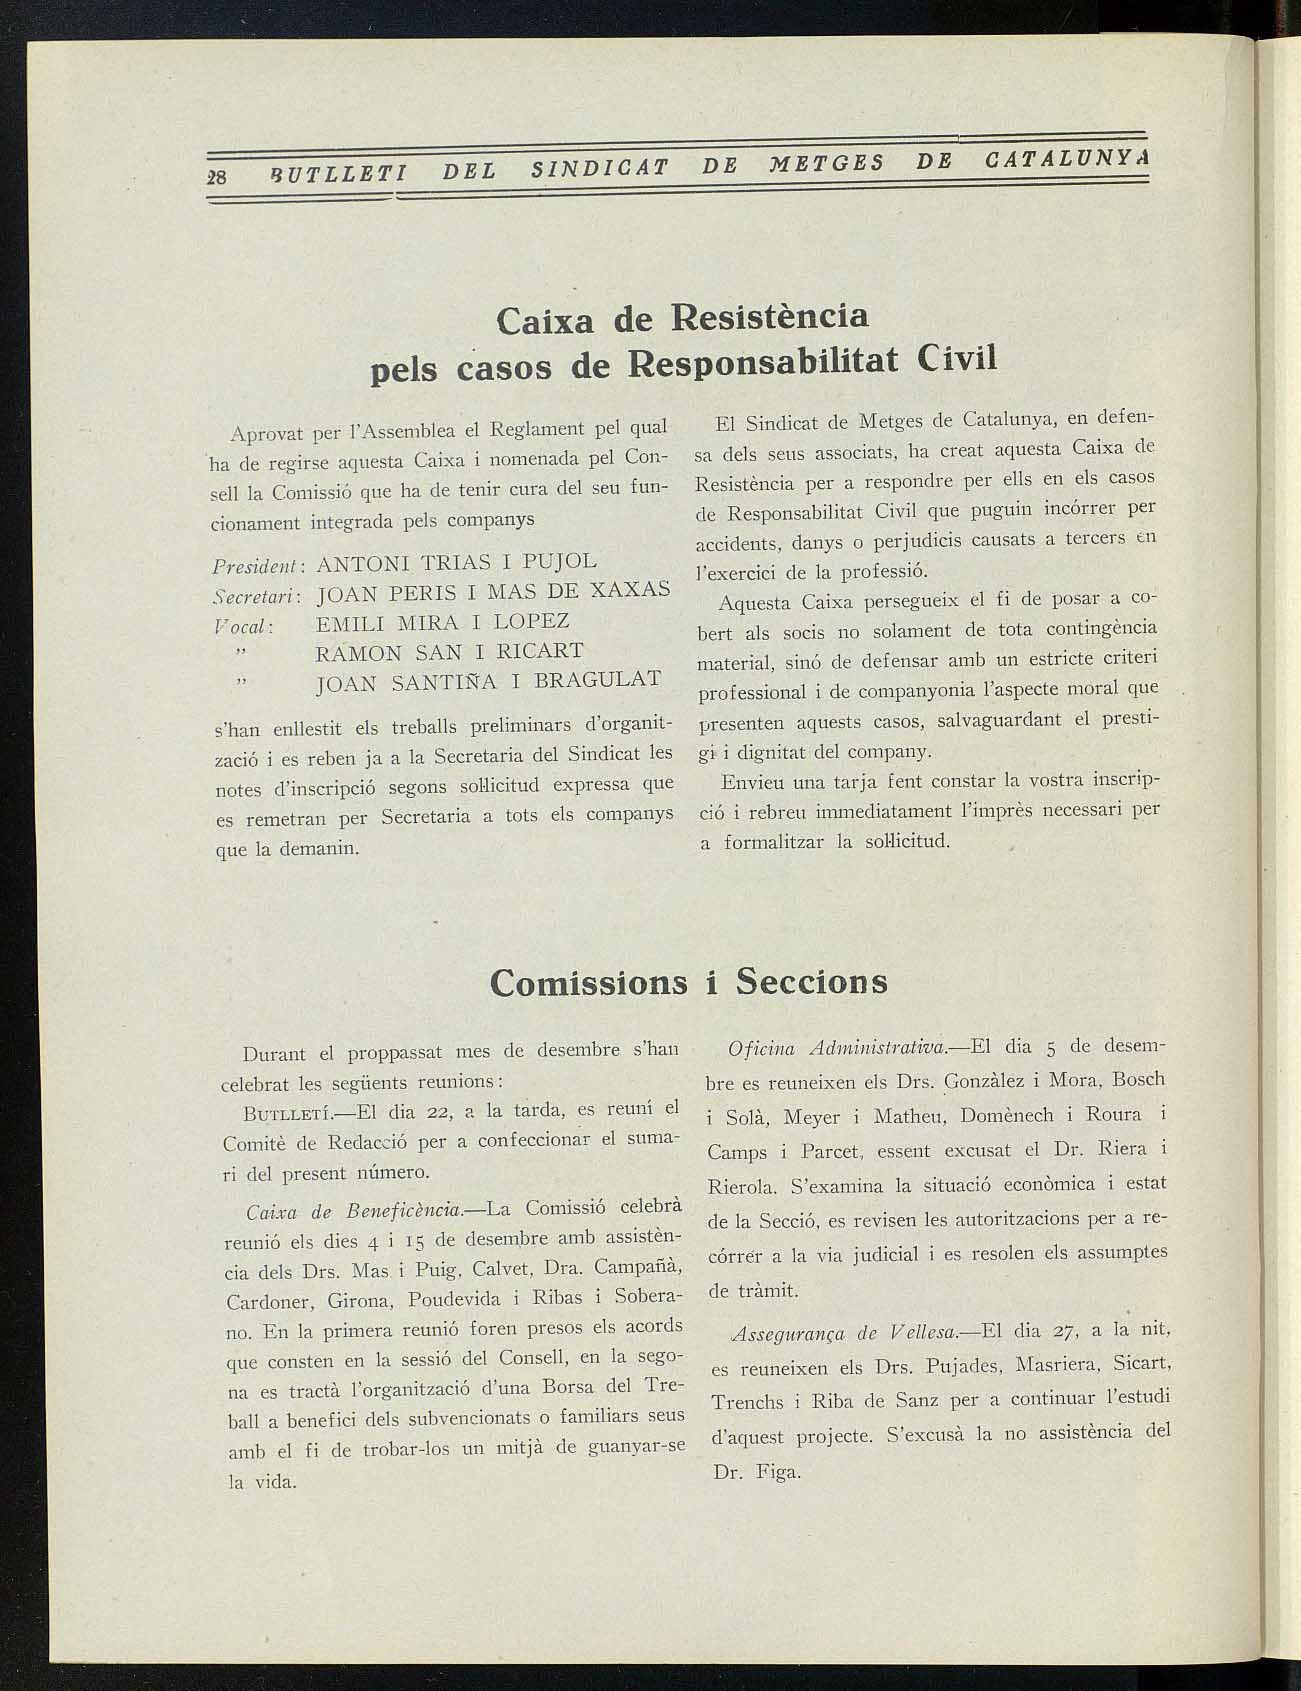 28 BUTLLETI DEL SINDICAT DE METGES DE CATALUNYA
Caixa de Resistència
pels casos de Responsabilitat Civil
Aprovat per l'Assemblea el Reglament pel qual
ha de regirse aquesta Caixa i nomenada pel Con-
sell la Comissió que ha de tenir cura del seu fun-
cionament integrada pels companys
President: ANTONI TRIAS I PUJOL
Secretari: JOAN PERIS I MAS DE XAXAS
Vocal: EMILI MIRA I LOPEZ
" RAMON SAN I RICART
" JOAN SANTIÑA I BRAGULAT
s'han enllestit els treballs preliminars d'organit-
zació i es reben ja a la Secretaria del Sindicat les
notes d'inscripció segons sol·licitud expressa que
es remetran per Secretaria a tots els companys
que la demanin.
El Sindicat de Metges de Catalunya, en defen-
sa dels seus associats, ha creat aquesta Caixa de
Resistència per a respondre per ells en els casos
de Responsabilitat Civil que puguin incórrer per
accidents, danys o perjudicis causats a tercers en
l'exercici de la professió.
Aquesta Caixa persegueix el fi de posar a co-
bert als socis no solament de tota contingència
material, sinó de defensar amb un estricte criteri
professional i de companyonia l'aspecte moral que
presenten aquests casos, salvaguardant el presti-
gi i dignitat del company.
Envieu una tarja fent constar la vostra inscrip-
ció i rebreu immediatament l'imprès necessari per
a formalitzar la sol·licitud.
Comissions i Seccions
Durant el proppassat mes de desembre s'han
celebrat les següents reunions:
BUTLLETÍ.—El dia 22, a la tarda, es reuní el
Comitè de Redacció per a confeccionar el suma-
ri del present número.
Caixa de Beneficència.—La Comissió celebrà
reunió els dies 4 i 15 de desembre amb assistèn-
cia dels Drs. Mas i Puig, Calvet, Dra. Campañà,
Cardoner, Girona, Poudevida i Ribas i Sobera-
no. En la primera reunió foren presos els acords
que consten en la sessió del Consell, en la sego-
na es tractà l'organització d'una Borsa del Tre-
ball a benefici dels subvencionats o familiars seus
amb el fi de trobar-los un mitjà de guanyar-se
la vida.
Oficina Administrativa.—El dia 5 de desem-
bre es reuneixen els Drs. Gonzàlez i Mora, Bosch
i Solà, Meyer i Matheu, Domènech i Roura i
Camps i Parcet, essent excusat el Dr. Riera i
Rierola. S'examina la situació econòmica i estat
de la Secció, es revisen les autoritzacions per a re-
córrer a la via judicial i es resolen els assumptes
de tràmit.
Assegurança de Vellesa.—El dia 27, a la nit,
es reuneixen els Drs. Pujades, Masriera, Sicart,
Trenchs i Riba de Sanz per a continuar l'estudi
d'aquest projecte. S'excusà la no assistència del
Dr. Figa.